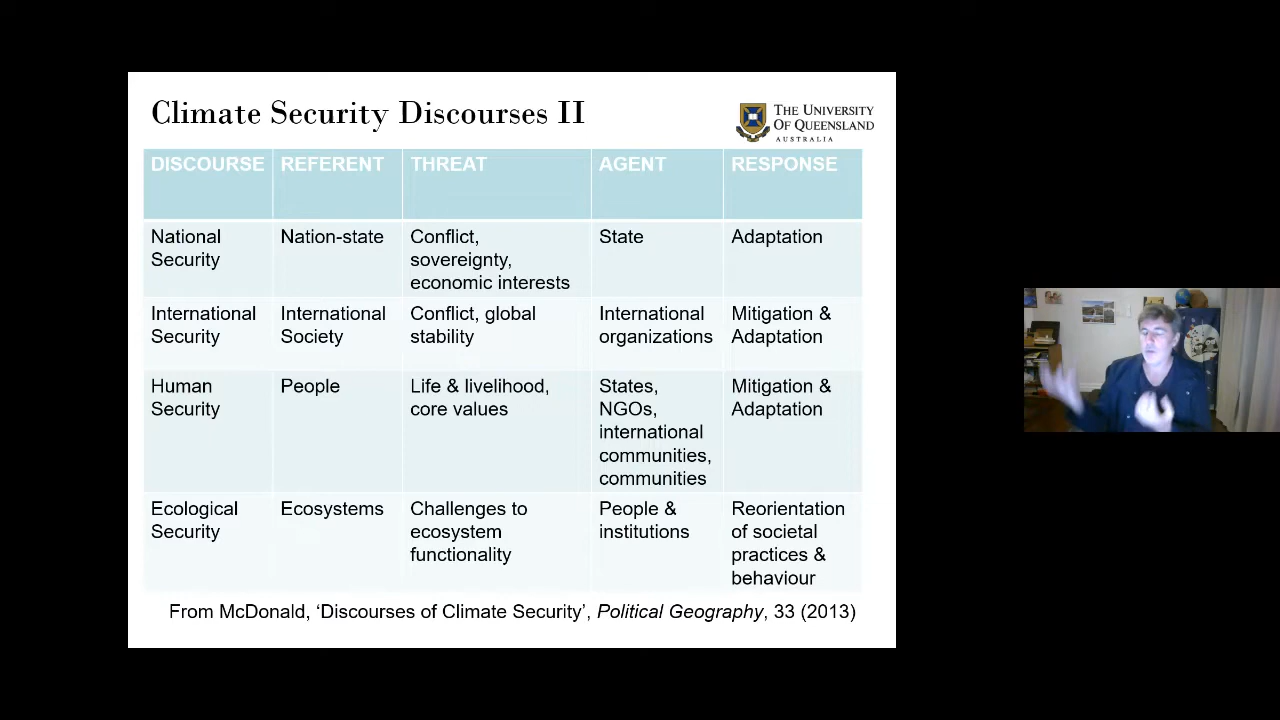 Climate Security Discourses II
THE UNIVERSITY
OF QUEENSLAND
AUSTRALIA
DISCOURSE REFERENT THREAT AGENT RESPONSE
National
Security
Nation-state
Conflict,
sovereignty,
economic interests
State
Adaptation
International
Security
International
Society
Conflict, global
stability
International
organizations
Mitigation &
Adaptation
Human
Security
People
Life & livelihood,
core values
States,
NGOs,
international
communities,
communities
Mitigation &
Adaptation
Ecological
Security
Ecosystems
Challenges to
ecosystem
functionality
People &
institutions
Reorientation
of societal
practices &
behaviour
From McDonald, ‘Discourses of Climate Security’, Political Geography, 33 (2013)